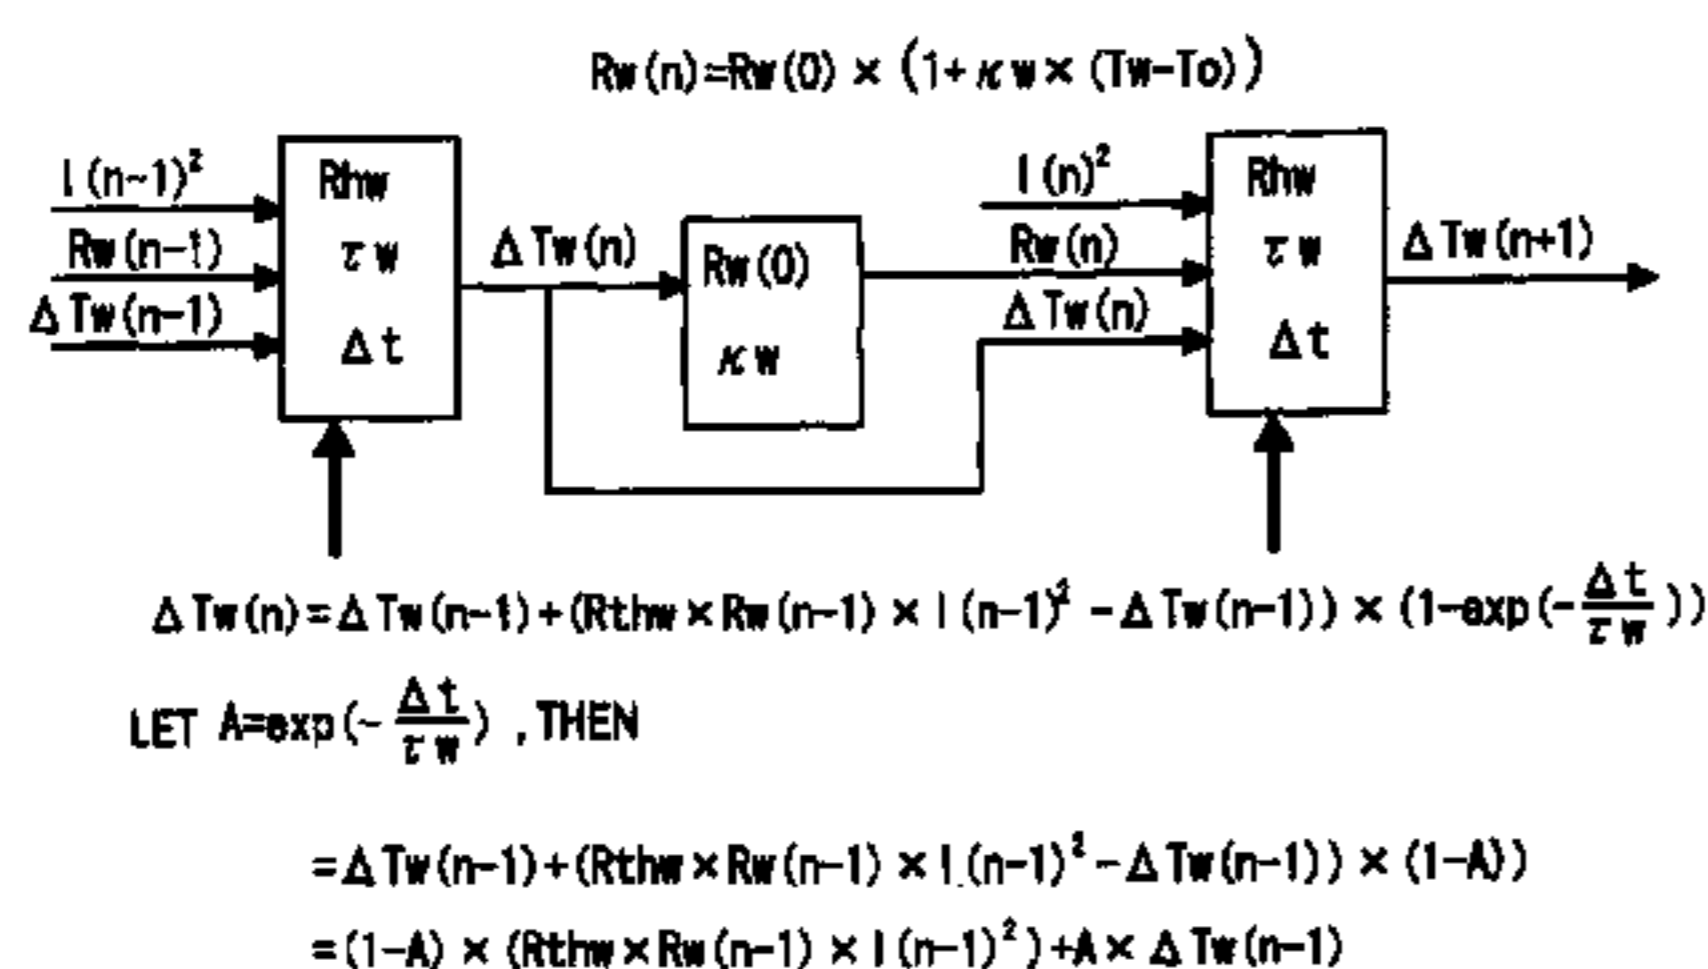 Rw(n)=Rw(0)×(1+κw×(Tw-To))
I(n-1)²
Rw(n-1)
ΔTw(n-1)
Rhw
τw
Δt
ΔTw(n)
Rw(0)
κw
I(n)²
Rw(n)
ΔTw(n)
Rhw
τw
Δt
ΔTw(n+1)
ΔTw(n)=ΔTw(n-1)+(Rthw×Rw(n-1)×I(n-1)²-ΔTw(n-1))×(1-exp(-Δt/τw))
LET A=exp(-Δt/τw), THEN
=ΔTw(n-1)+(Rthw×Rw(n-1)×I(n-1)²-ΔTw(n-1))×(1-A))
=(1-A)×(Rthw×Rw(n-1)×I(n-1)²)+A×ΔTw(n-1)